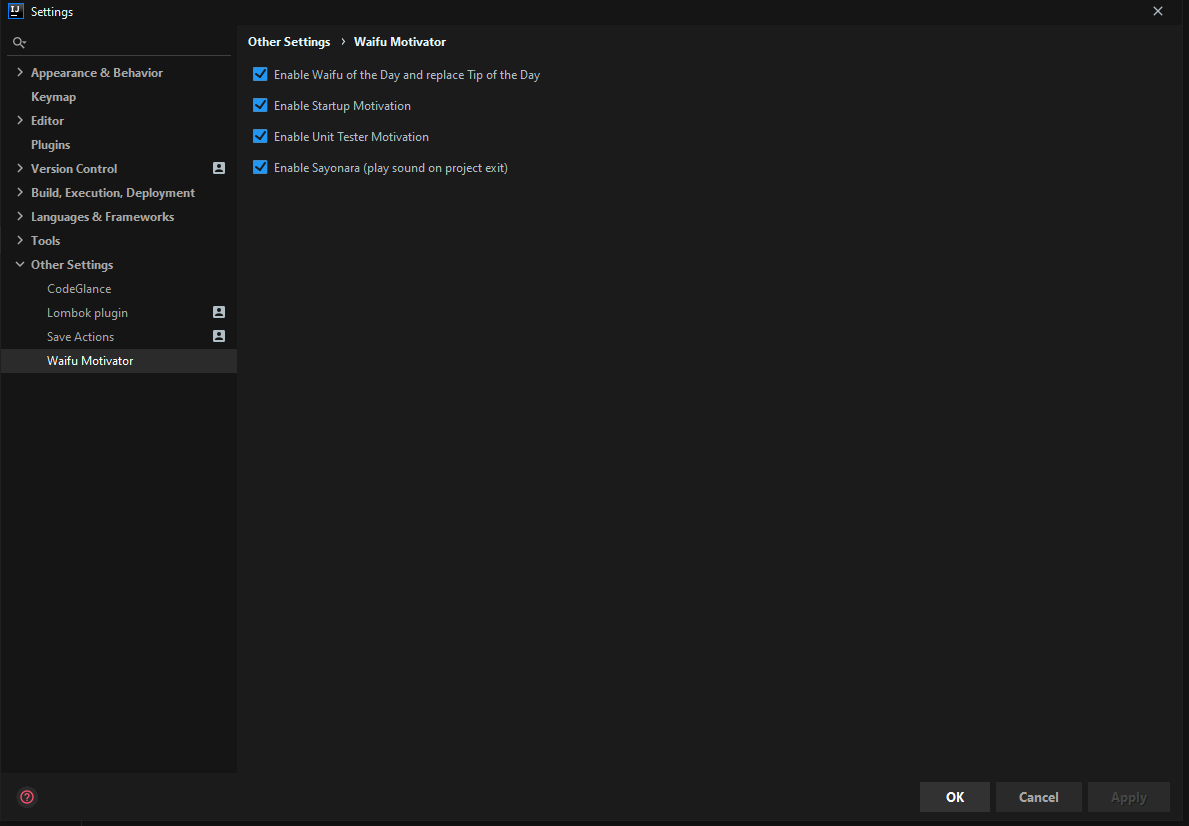 IJ Settings
Other Settings › Waifu Motivator
Appearance & Behavior
Keymap
Editor
Plugins
Version Control
Build, Execution, Deployment
Languages & Frameworks
Tools
Other Settings
CodeGlance
Lombok plugin
Save Actions
Waifu Motivator
Enable Waifu of the Day and replace Tip of the Day
Enable Startup Motivation
Enable Unit Tester Motivation
Enable Sayonara (play sound on project exit)
?
OK Cancel Apply